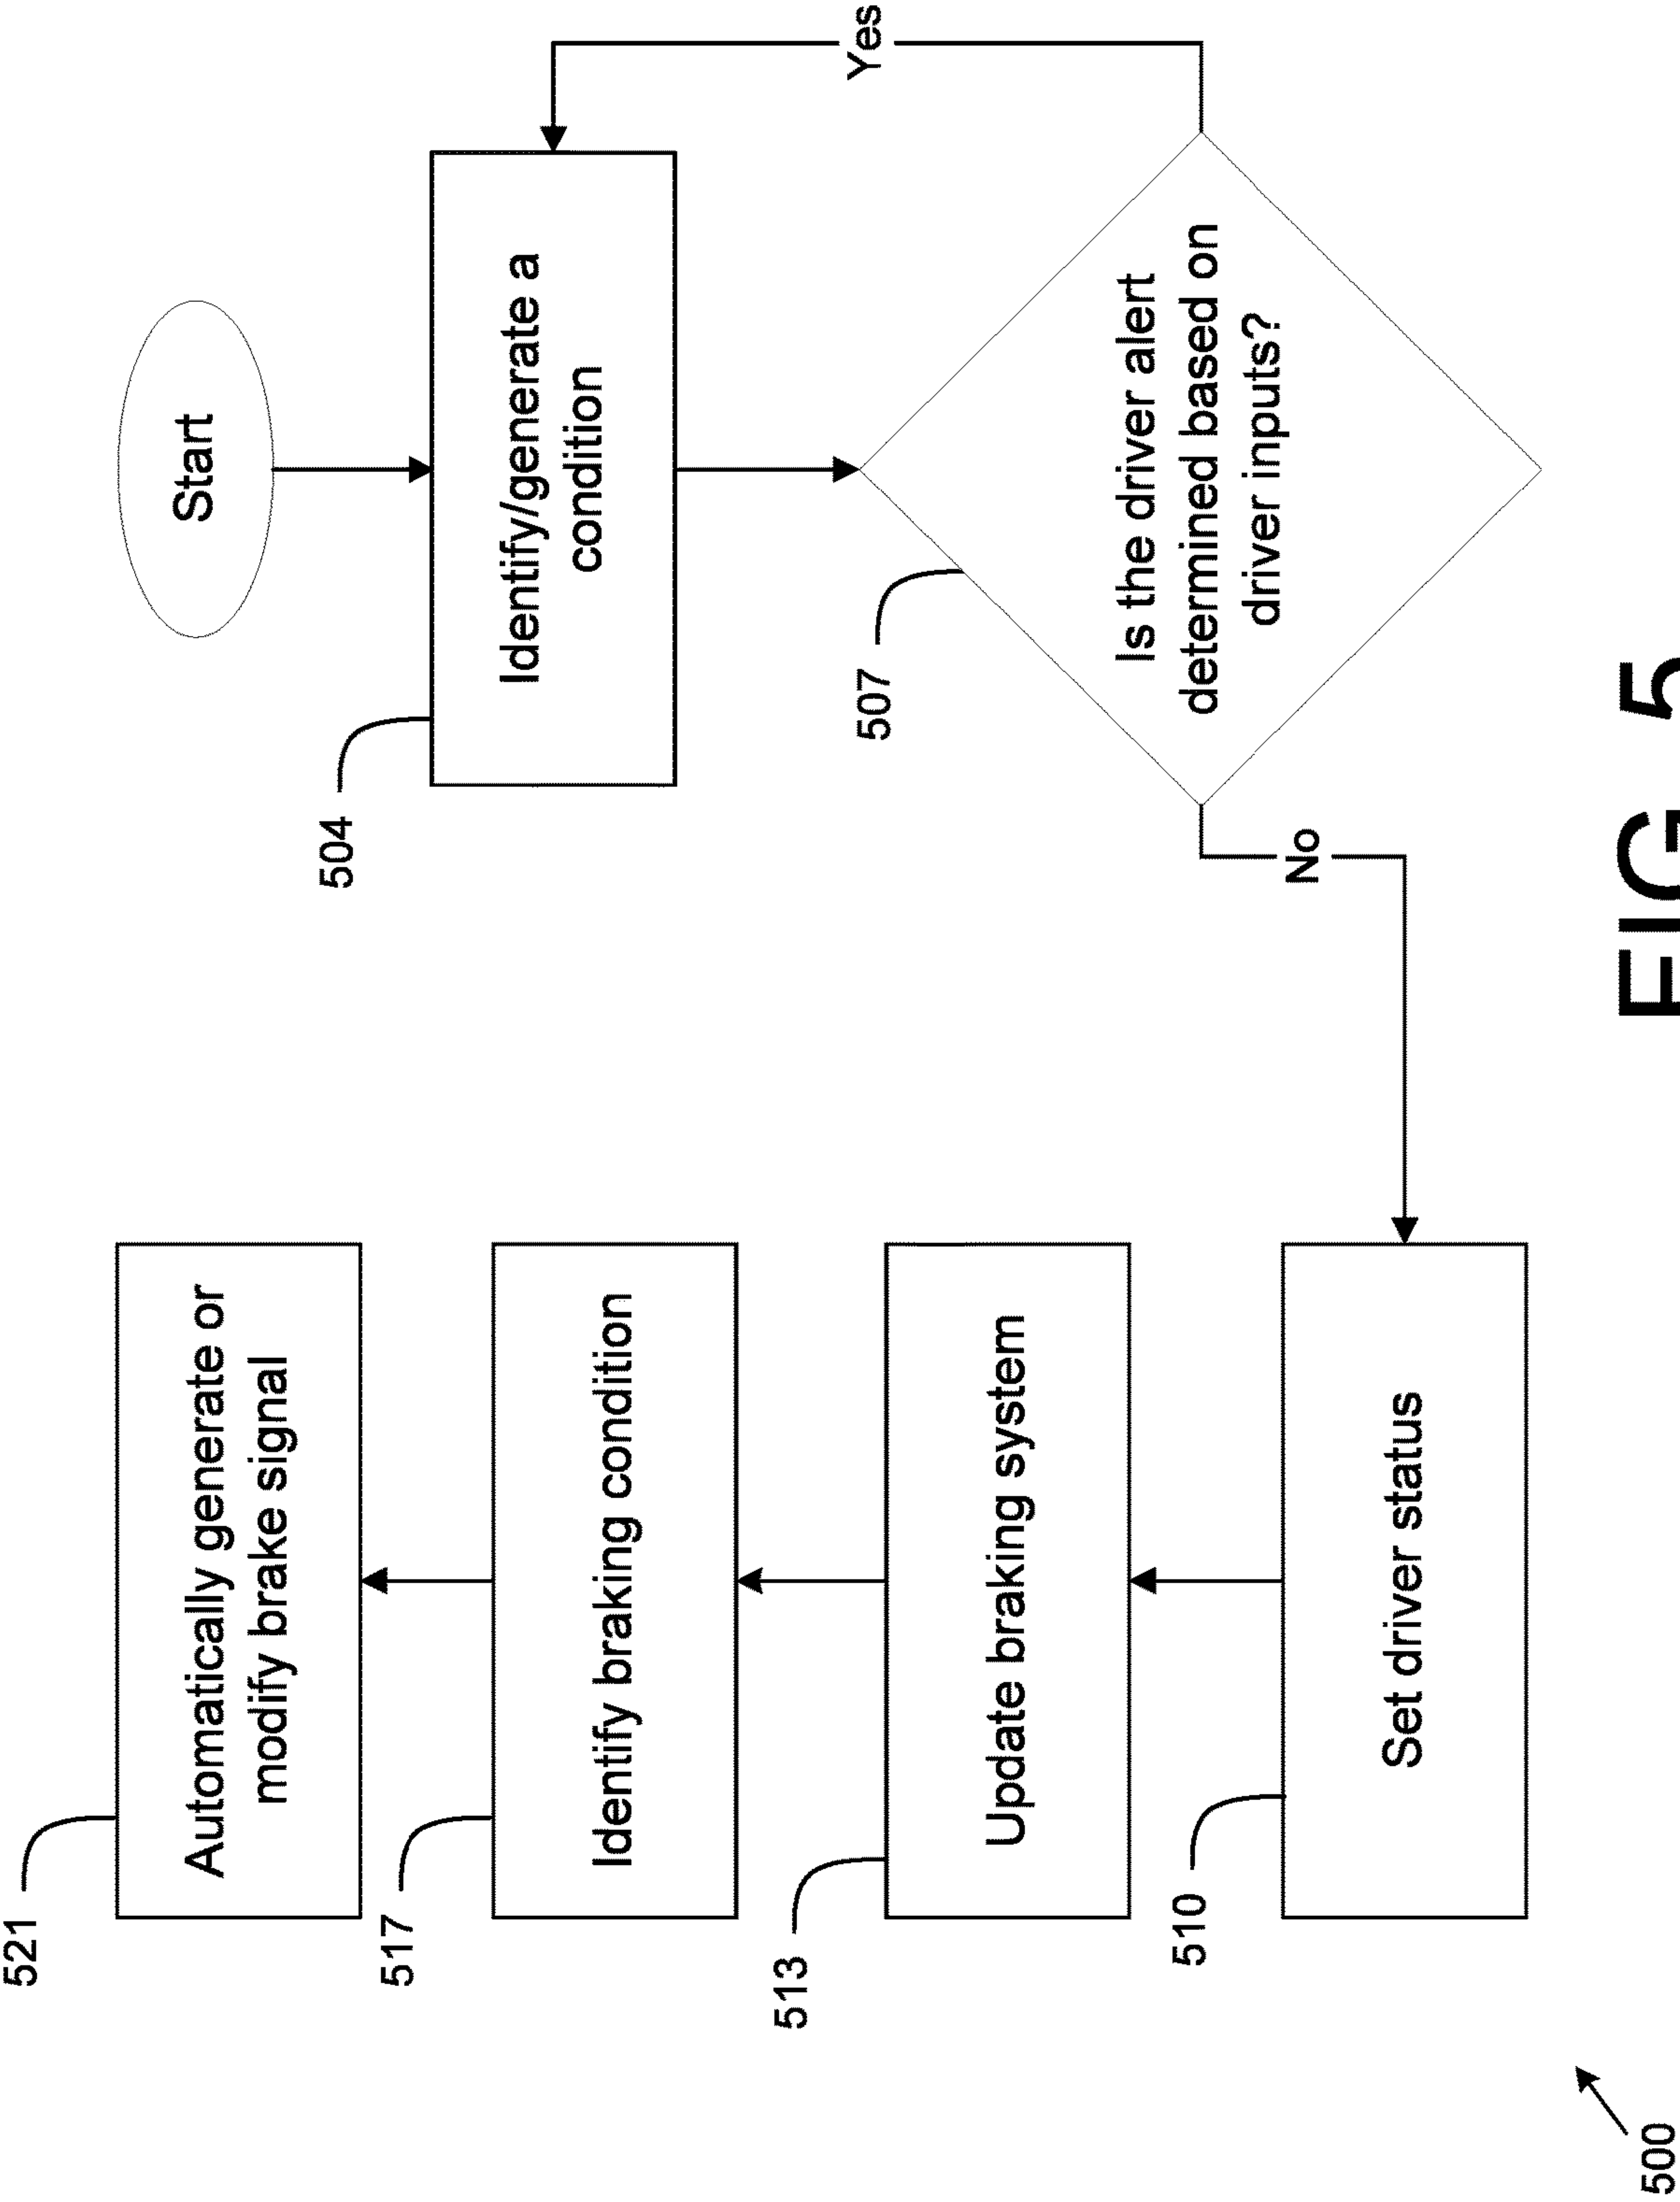 Start
504
Identify/generate a
condition
Yes
507
Is the driver alert
determined based on
driver inputs?
No
510
Set driver status
513
Update braking system
517
Identify braking condition
521
Automatically generate or
modify brake signal
500
FIG 5